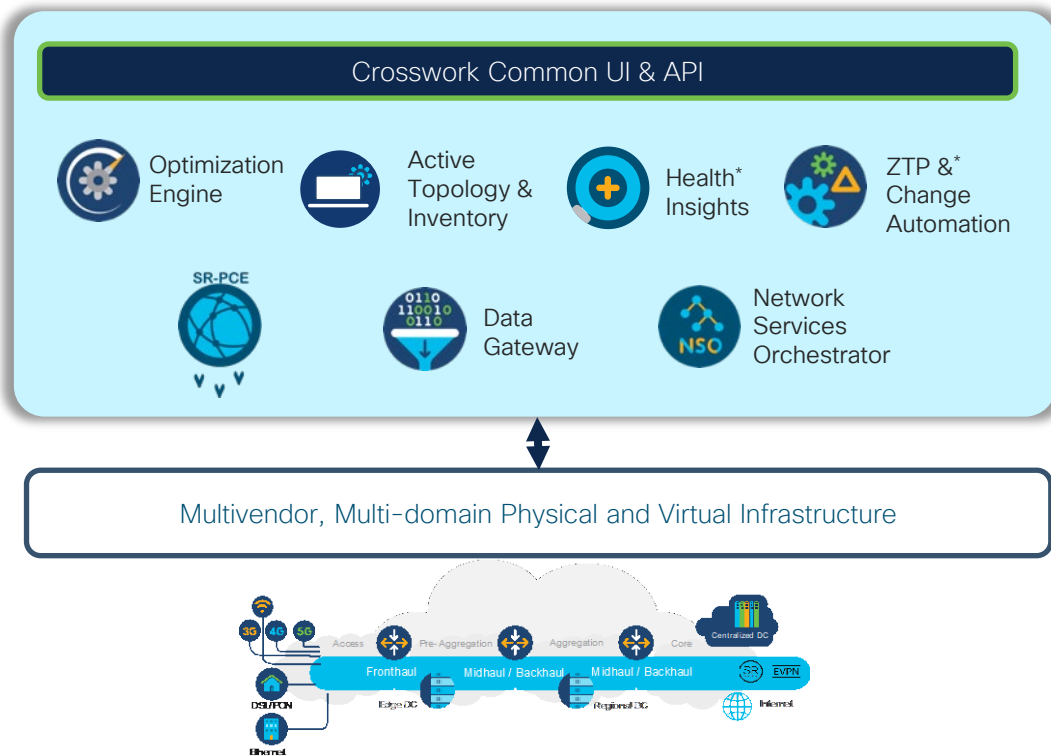 Crosswork Common UI & API
Optimization
Engine
Active
Topology &
Inventory
Health*
Insights
ZTP &*
Change
Automation
SR-PCE
0110
110010
0110
Data
Gateway
NSO
Network
Services
Orchestrator
Multivendor, Multi-domain Physical and Virtual Infrastructure
3G
4G
5G
Access
Pre-Aggregation
Aggregation
Core
Centralized DC
Fronthaul
Midhaul / Backhaul
Midhaul / Backhaul
SR
EVPN
DSL/PON
Edge DC
Regional DC
Internet
Ethernet